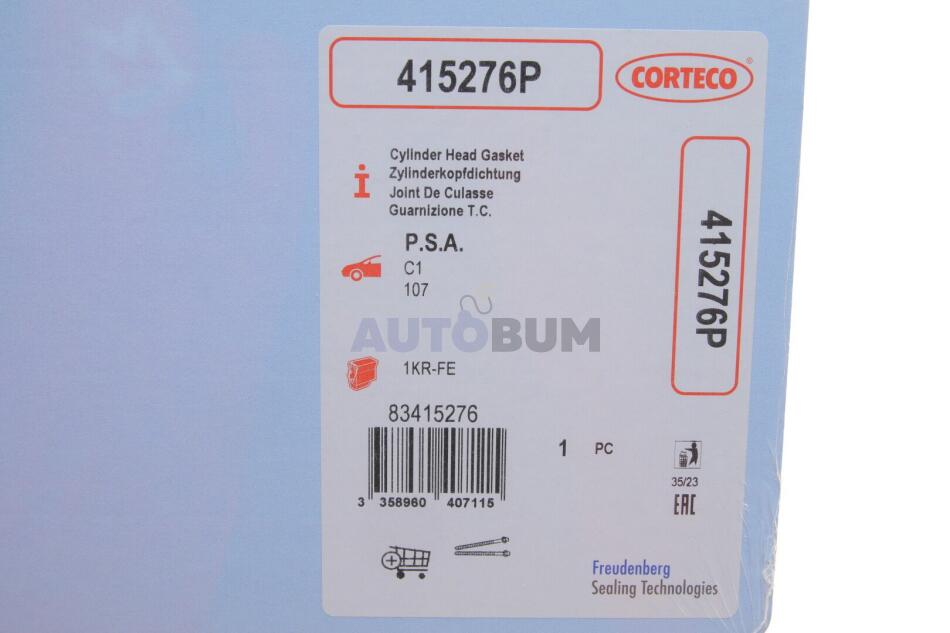 415276P
CORTECO®
Cylinder Head Gasket
Zylinderkopfdichtung
Joint De Culasse
Guarnizione T.C.
P.S.A.
C1
107
415276P
AUTOBUM
1KR-FE
83415276
1 PC
3 358960 407115
35/23
EAC
Freudenberg
Sealing Technologies